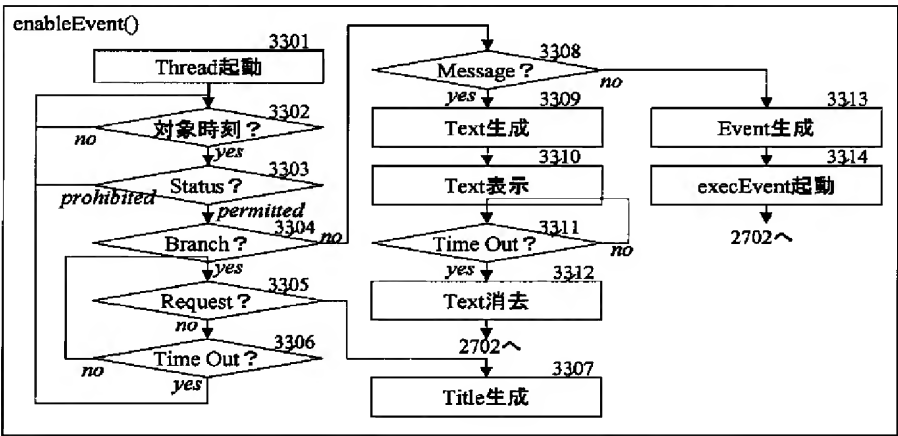 enableEvent()
3301
Thread起動
3302
対象時刻？
no
yes
3303
Status？
prohibited
permitted
3304
Branch？
no
yes
3305
Request？
no
3306
Time Out？
no
yes
3308
Message？
no
yes
3309
Text生成
3310
Text表示
3311
Time Out？
no
yes
3312
Text消去
2702へ
3307
Title生成
3313
Event生成
3314
execEvent起動
2702へ